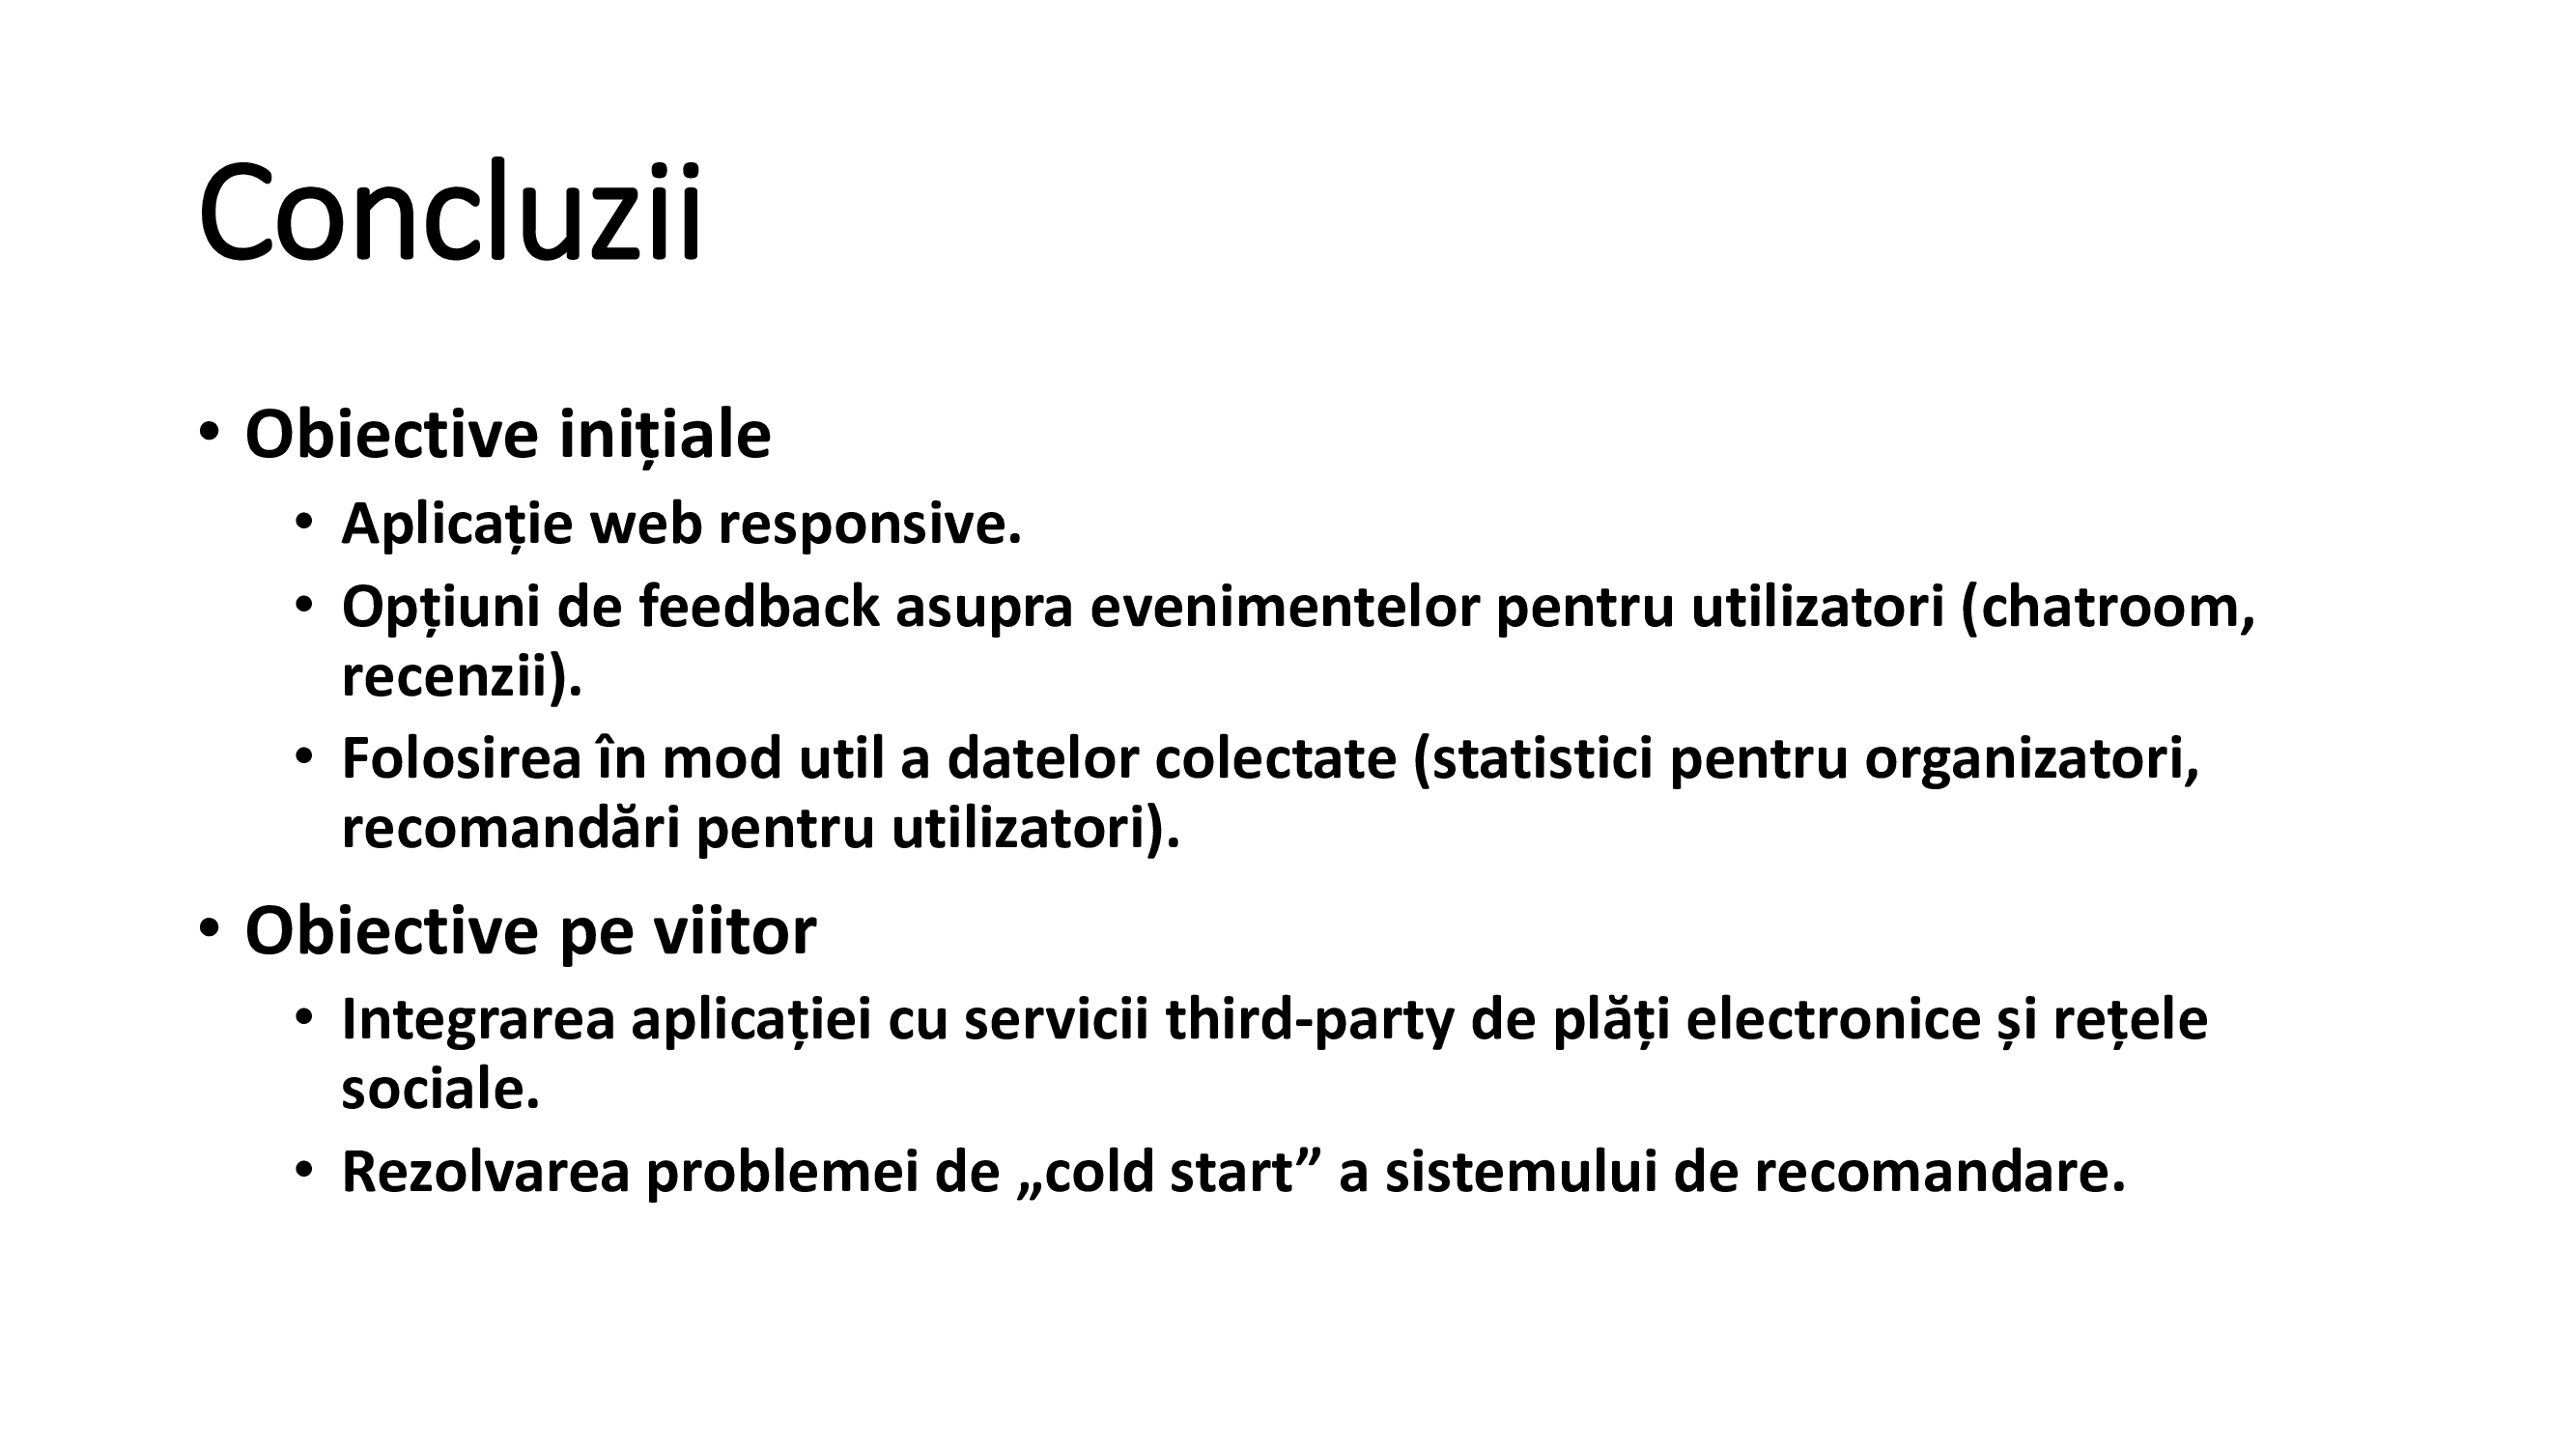 Concluzii
• Obiective inițiale
• Aplicație web responsive.
• Opțiuni de feedback asupra evenimentelor pentru utilizatori (chatroom,
recenzii).
• Folosirea în mod util a datelor colectate (statistici pentru organizatori,
recomandări pentru utilizatori).
• Obiective pe viitor
• Integrarea aplicației cu servicii third-party de plăți electronice și rețele
sociale.
• Rezolvarea problemei de „cold start” a sistemului de recomandare.